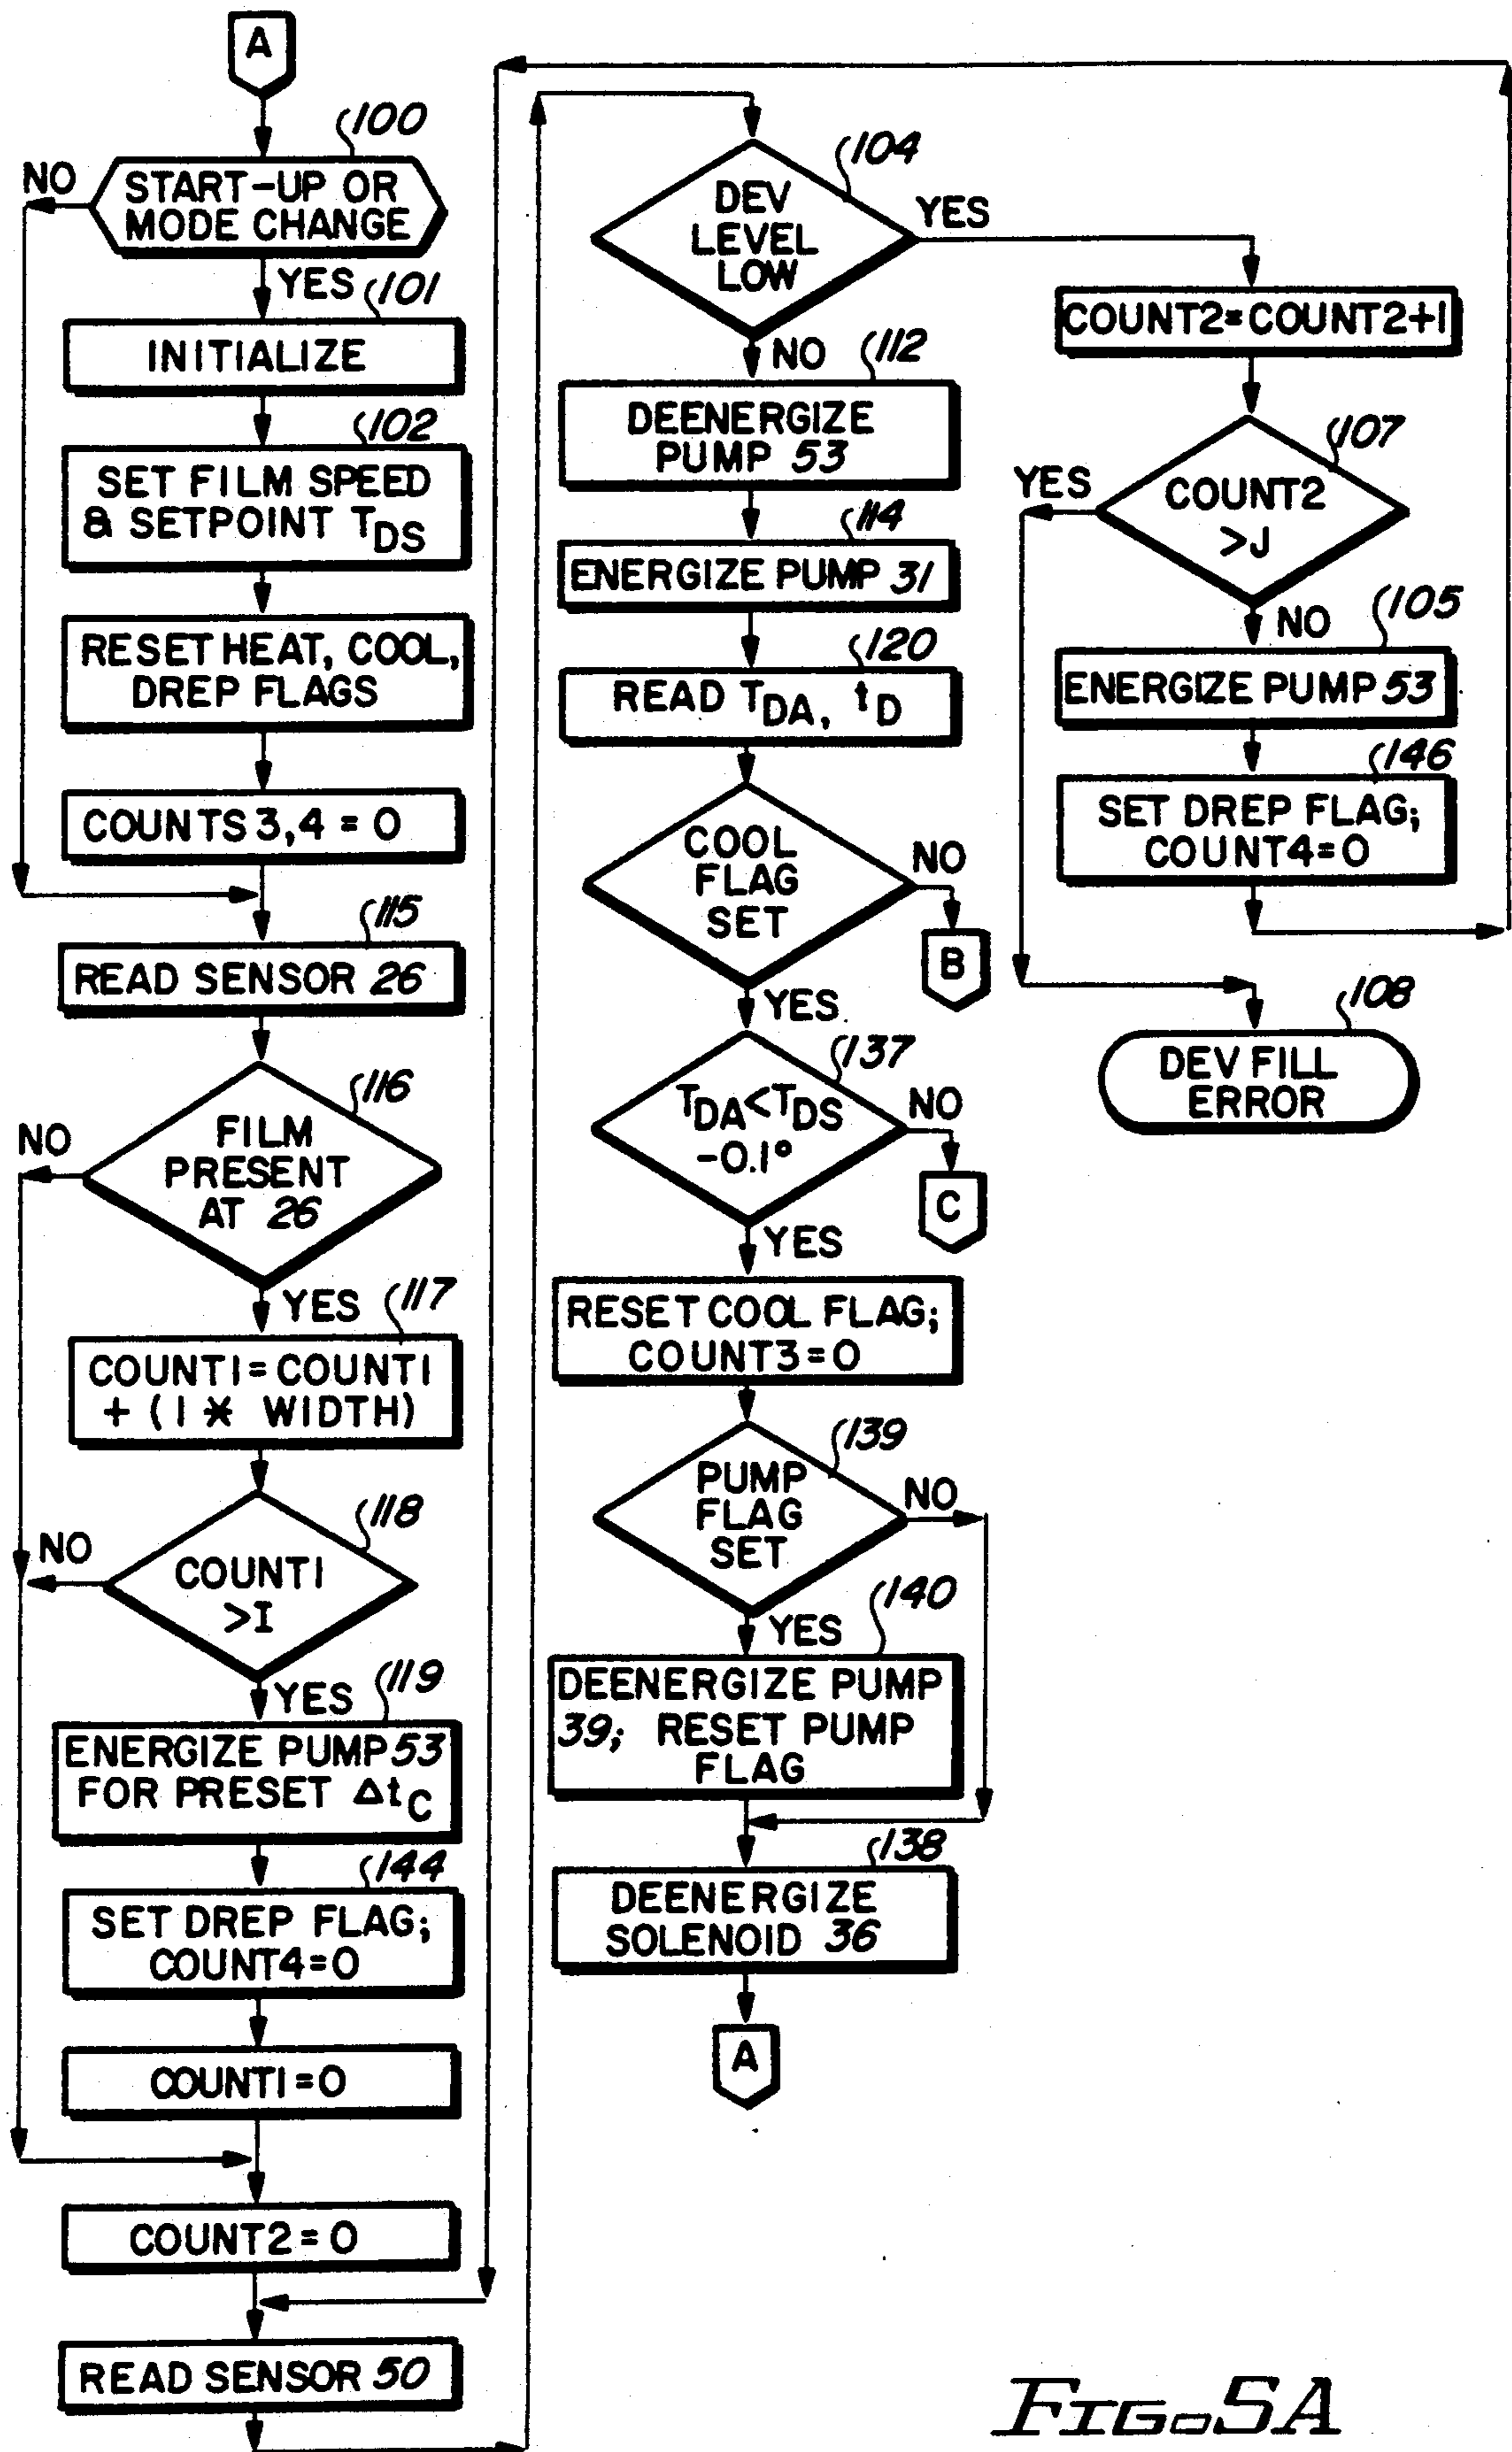 A
100
START-UP OR
MODE CHANGE
NO
YES
101
INITIALIZE
102
SET FILM SPEED
& SETPOINT TDS
RESET HEAT, COOL,
DREP FLAGS
COUNTS 3,4 = 0
115
READ SENSOR 26
116
FILM
PRESENT
AT 26
NO
YES
117
COUNT1=COUNT1
+ (1 * WIDTH)
118
COUNT1
>I
NO
YES
119
ENERGIZE PUMP 53
FOR PRESET ΔtC
144
SET DREP FLAG;
COUNT4=0
COUNT1=0
COUNT2=0
READ SENSOR 50
104
DEV
LEVEL
LOW
YES
NO
112
DEENERGIZE
PUMP 53
114
ENERGIZE PUMP 31
120
READ TDA, tD
COOL
FLAG
SET
NO
B
YES
137
TDA<TDS
-0.1°
NO
C
YES
RESET COOL FLAG;
COUNT3=0
139
PUMP
FLAG
SET
NO
YES
140
DEENERGIZE PUMP
39; RESET PUMP
FLAG
138
DEENERGIZE
SOLENOID 36
A
COUNT2=COUNT2+1
107
COUNT2
>J
YES
NO
105
ENERGIZE PUMP 53
146
SET DREP FLAG;
COUNT4=0
108
DEV FILL
ERROR
FIG. 5A